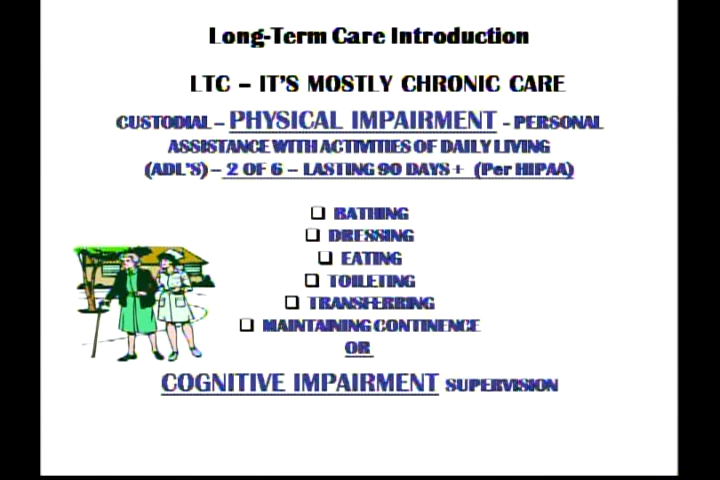 Long-Term Care Introduction
LTC – IT'S MOSTLY CHRONIC CARE
CUSTODIAL – PHYSICAL IMPAIRMENT - PERSONAL
ASSISTANCE WITH ACTIVITIES OF DAILY LIVING
(ADL'S) – 2 OF 6 – LASTING 90 DAYS + (Per HIPAA)
❑ BATHING
❑ DRESSING
❑ EATING
❑ TOILETING
❑ TRANSFERRING
❑ MAINTAINING CONTINENCE
OR
COGNITIVE IMPAIRMENT SUPERVISION